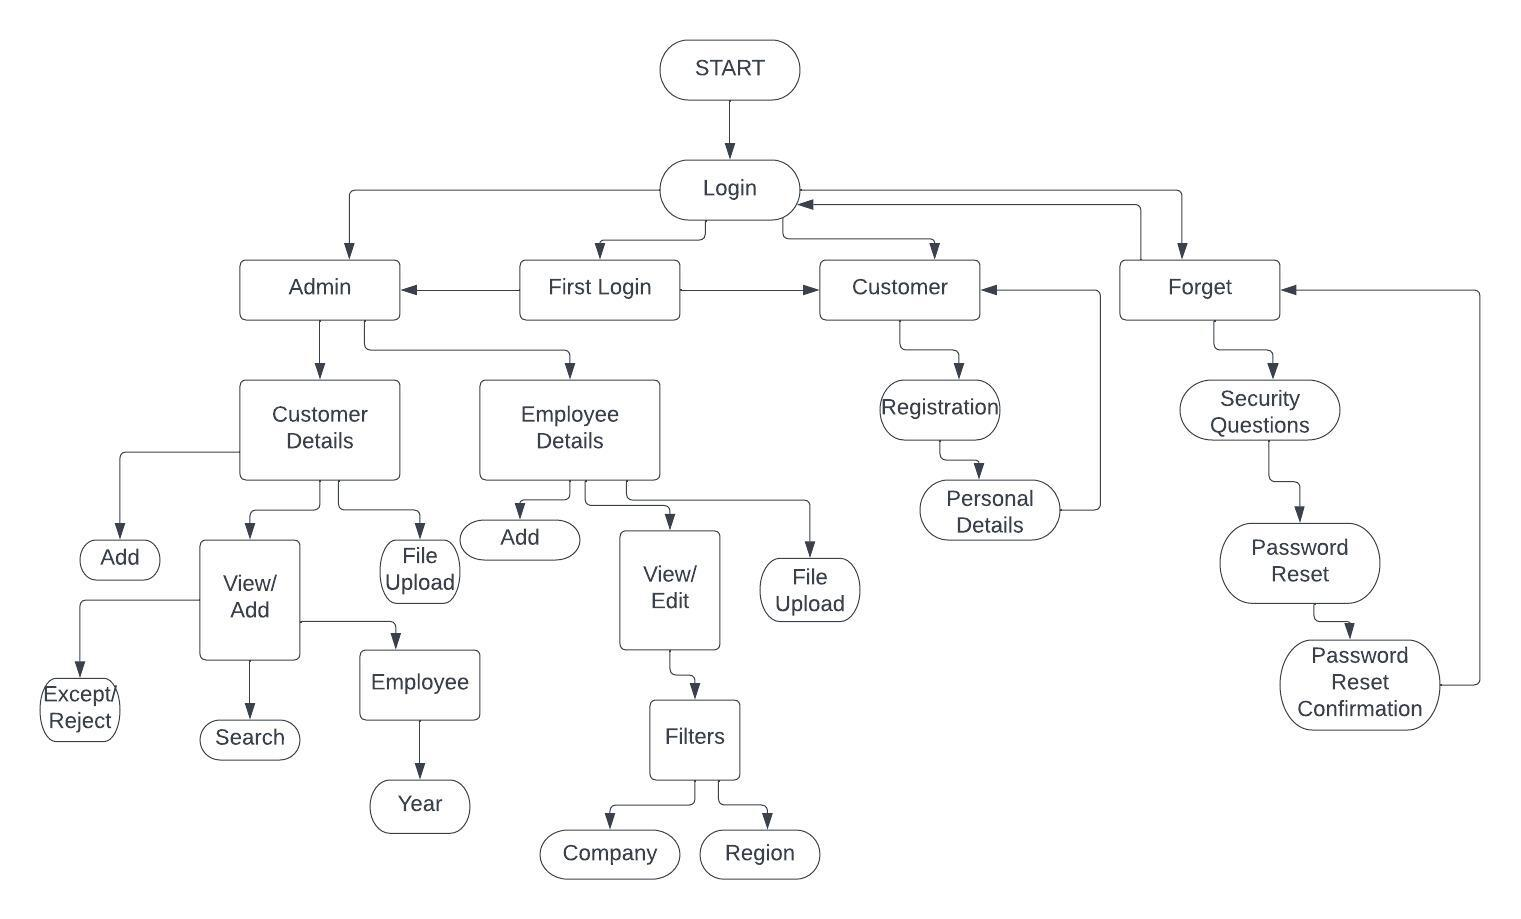 START
Login
Admin
First Login
Customer
Forget
Customer
Details
Employee
Details
Registration
Security
Questions
Personal
Details
Add
View/
Add
File
Upload
Add
View/
Edit
File
Upload
Password
Reset
Except/
Reject
Search
Employee
Year
Filters
Company
Region
Password
Reset
Confirmation